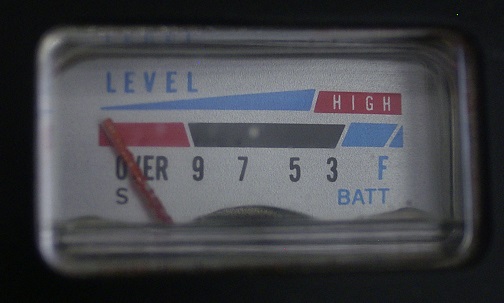 LEVEL
HIGH
OVER 9 7 5 3 F
S BATT